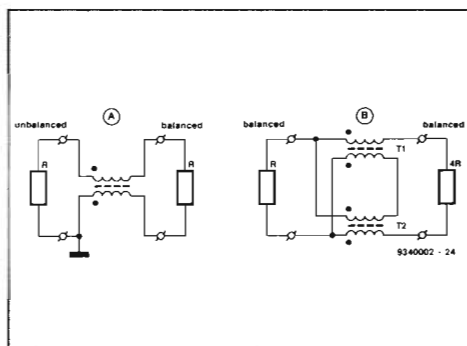 A
B
unbalanced
balanced
balanced
balanced
R
R
R
T1
4R
T2
9340002 - 24